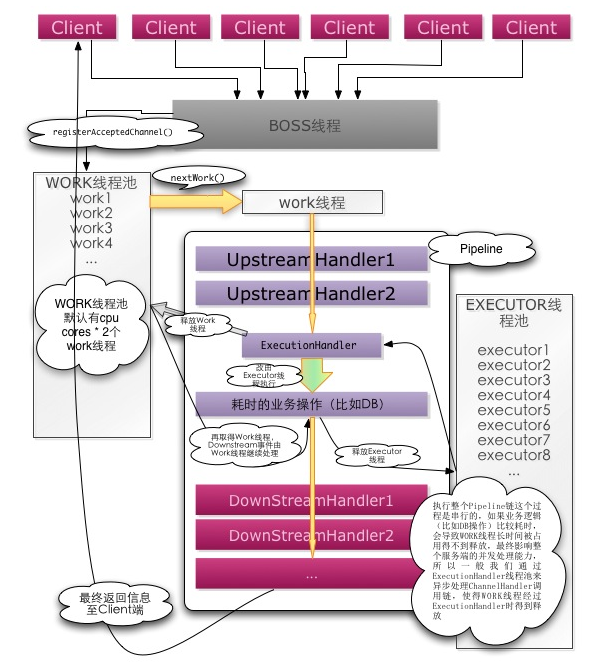 Client Client Client Client Client Client
BOSS线程
registerAcceptedChannel()
WORK线程池
work1
work2
work3
work4
...
nextWork()
work线程
Pipeline
UpstreamHandler1
UpstreamHandler2
WORK线程池
默认有cpu
cores * 2个
work线程
释放Work
线程
ExecutionHandler
改由
Executor线
程执行
耗时的业务操作（比如DB）
再取得Work线程，
Downstream事件由
Work线程继续处理
释放Executor
线程
EXECUTOR线
程池
executor1
executor2
executor3
executor4
executor5
executor6
executor7
executor8
...
DownStreamHandler1
DownStreamHandler2
...
执行整个Pipeline链这个过
程是串行的，如果业务逻辑
（比如DB操作）比较耗时，
会导致WORK线程长时间被占
用得不到释放，最终影响整
个服务端的并发处理能力，
所以一般我们通过
ExecutionHandler线程池来
异步处理ChannelHandler调
用链，使得WORK线程经过
ExecutionHandler时得到释
放
最终返回信息
至Client端